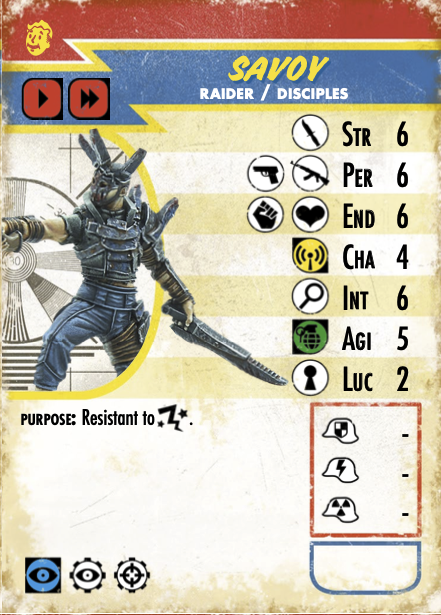 SAVOY
RAIDER / DISCIPLES
STR 6
PER 6
END 6
CHA 4
INT 6
AGI 5
LUC 2
PURPOSE: Resistant to .
-
-
-